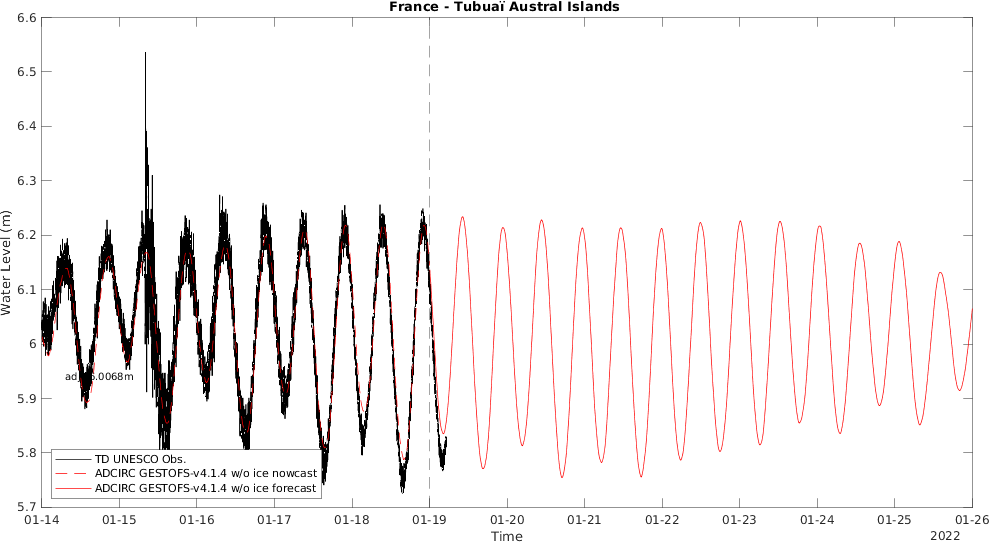 France - Tubuaï Austral Islands
6.6
6.5
6.4
6.3
6.2
6.1
6
5.9
5.8
5.7
Water Level (m)
.0068m
TD UNESCO Obs.
ADCIRC GESTOFS-v4.1.4 w/o ice nowcast
ADCIRC GESTOFS-v4.1.4 w/o ice forecast
01-14 01-15 01-16 01-17 01-18 01-19 01-20 01-21 01-22 01-23 01-24 01-25 01-26
Time
2022